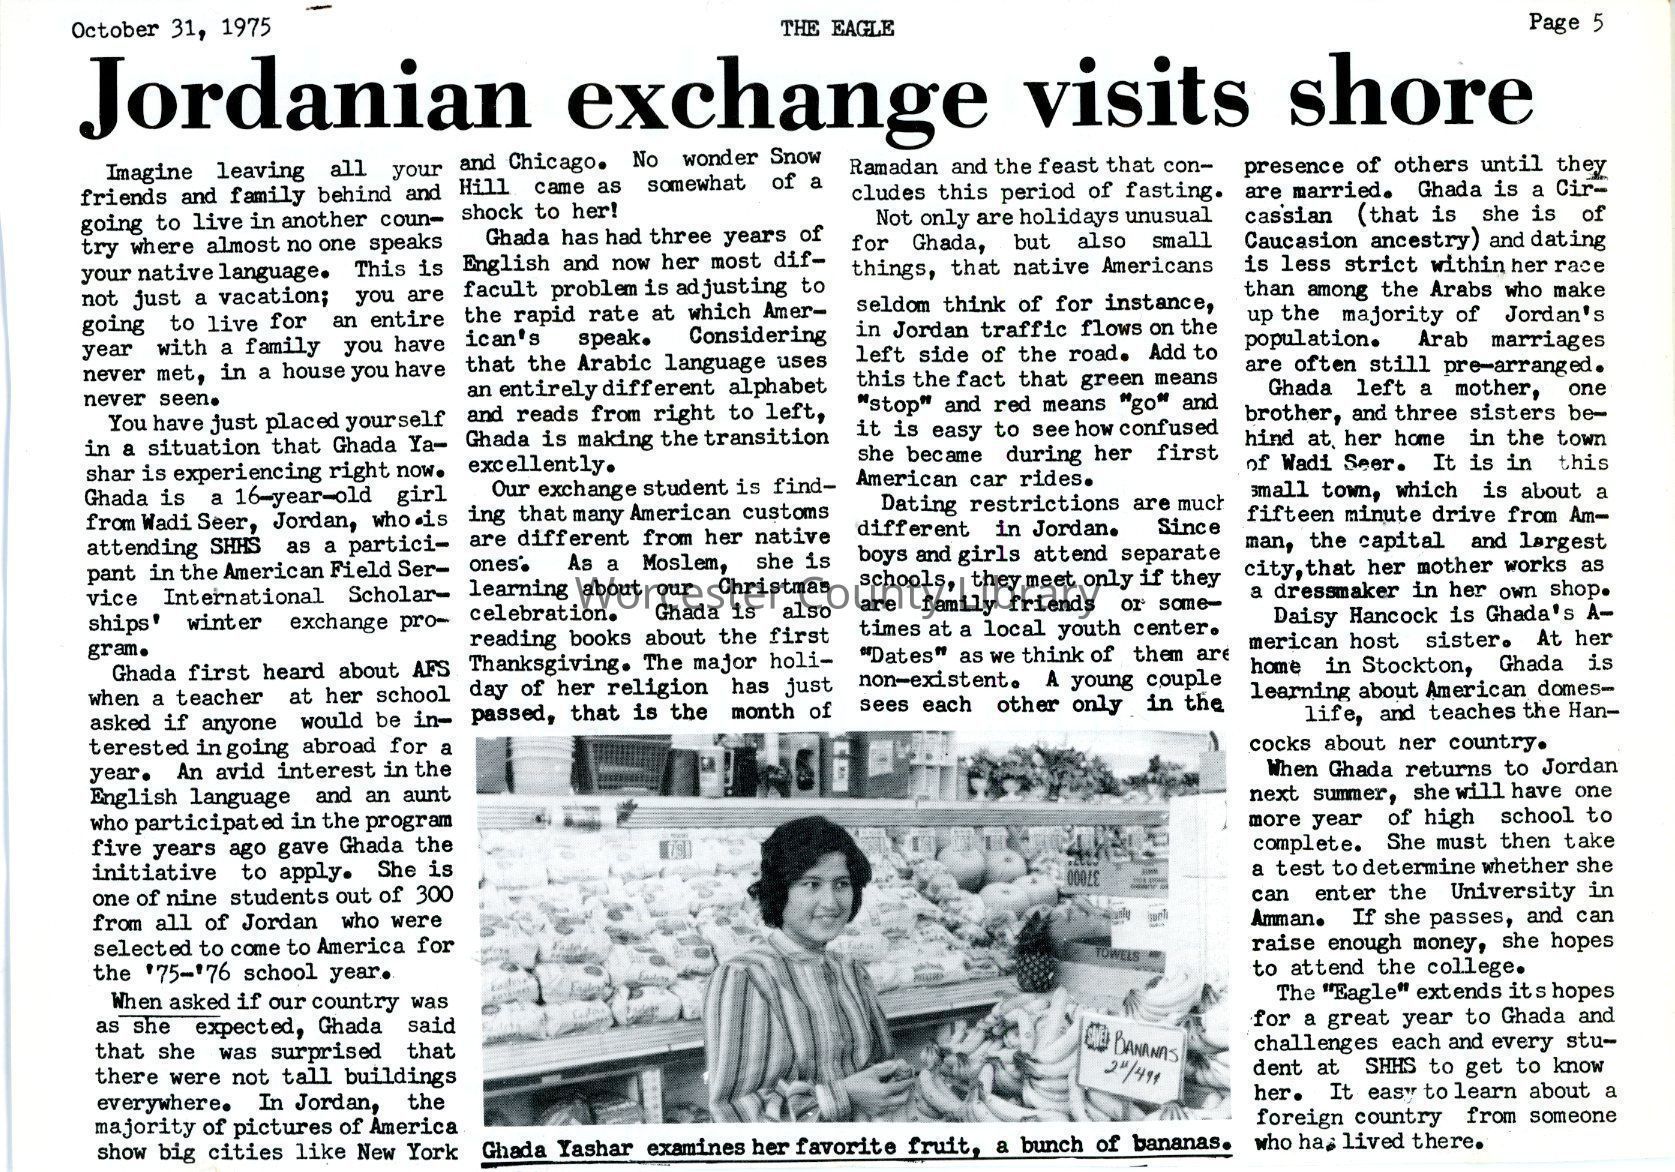 October 31, 1975
THE EAGLE
Page 5
Jordanian exchange visits shore
Imagine leaving all your
friends and family behind and
going to live in another coun-
try where almost no one speaks
your native language. This is
not just a vacation; you are
going to live for an entire
year with a family you have
never met, in a house you have
never seen.
You have just placed yourself
in a situation that Ghada Ya-
shar is experiencing right now.
Ghada is a 16-year-old girl
from Wadi Seer, Jordan, who is
attending SHHS as a partici-
pant in the American Field Ser-
vice International Scholar-
ships' winter exchange pro-
gram.
Ghada first heard about AFS
when a teacher at her school
asked if anyone would be in-
terested in going abroad for a
year. An avid interest in the
English language and an aunt
who participated in the program
five years ago gave Ghada the
initiative to apply. She is
one of nine students out of 300
from all of Jordan who were
selected to come to America for
the '75-'76 school year.
When asked if our country was
as she expected, Ghada said
that she was surprised that
there were not tall buildings
everywhere. In Jordan, the
majority of pictures of America
show big cities like New York
and Chicago. No wonder Snow
Hill came as somewhat of a
shock to her!
Ghada has had three years of
English and now her most dif-
facult problem is adjusting to
the rapid rate at which Amer-
ican's speak. Considering
that the Arabic language uses
an entirely different alphabet
and reads from right to left,
Ghada is making the transition
excellently.
Our exchange student is find-
ing that many American customs
are different from her native
ones. As a Moslem, she is
learning about our Christmas
celebration. Ghada is also
reading books about the first
Thanksgiving. The major holi-
day of her religion has just
passed, that is the month of
Ramadan and the feast that con-
cludes this period of fasting.
Not only are holidays unusual
for Ghada, but also small
things, that native Americans
seldom think of for instance,
in Jordan traffic flows on the
left side of the road. Add to
this the fact that green means
"stop" and red means "go" and
it is easy to see how confused
she became during her first
American car rides.
Dating restrictions are much
different in Jordan. Since
boys and girls attend separate
schools, they meet only if they
are family friends or some-
times at a local youth center.
"Dates" as we think of them are
non-existent. A young couple
sees each other only in the
presence of others until they
are married. Ghada is a Cir-
cassian (that is she is of
Caucasion ancestry) and dating
is less strict within her race
than among the Arabs who make
up the majority of Jordan's
population. Arab marriages
are often still pre-arranged.
Ghada left a mother, one
brother, and three sisters be-
hind at her home in the town
of Wadi Seer. It is in this
small town, which is about a
fifteen minute drive from Am-
man, the capital and largest
city, that her mother works as
a dressmaker in her own shop.
Daisy Hancock is Ghada's A-
merican host sister. At her
home in Stockton, Ghada is
learning about American domes-
life, and teaches the Han-
cocks about her country.
When Ghada returns to Jordan
next summer, she will have one
more year of high school to
complete. She must then take
a test to determine whether she
can enter the University in
Amman. If she passes, and can
raise enough money, she hopes
to attend the college.
The "Eagle" extends its hopes
for a great year to Ghada and
challenges each and every stu-
dent at SHHS to get to know
her. It easy to learn about a
foreign country from someone
who has lived there.
Worcester County Library
TOWELS
BANANAS
2#/49¢
Ghada Yashar examines her favorite fruit, a bunch of bananas.